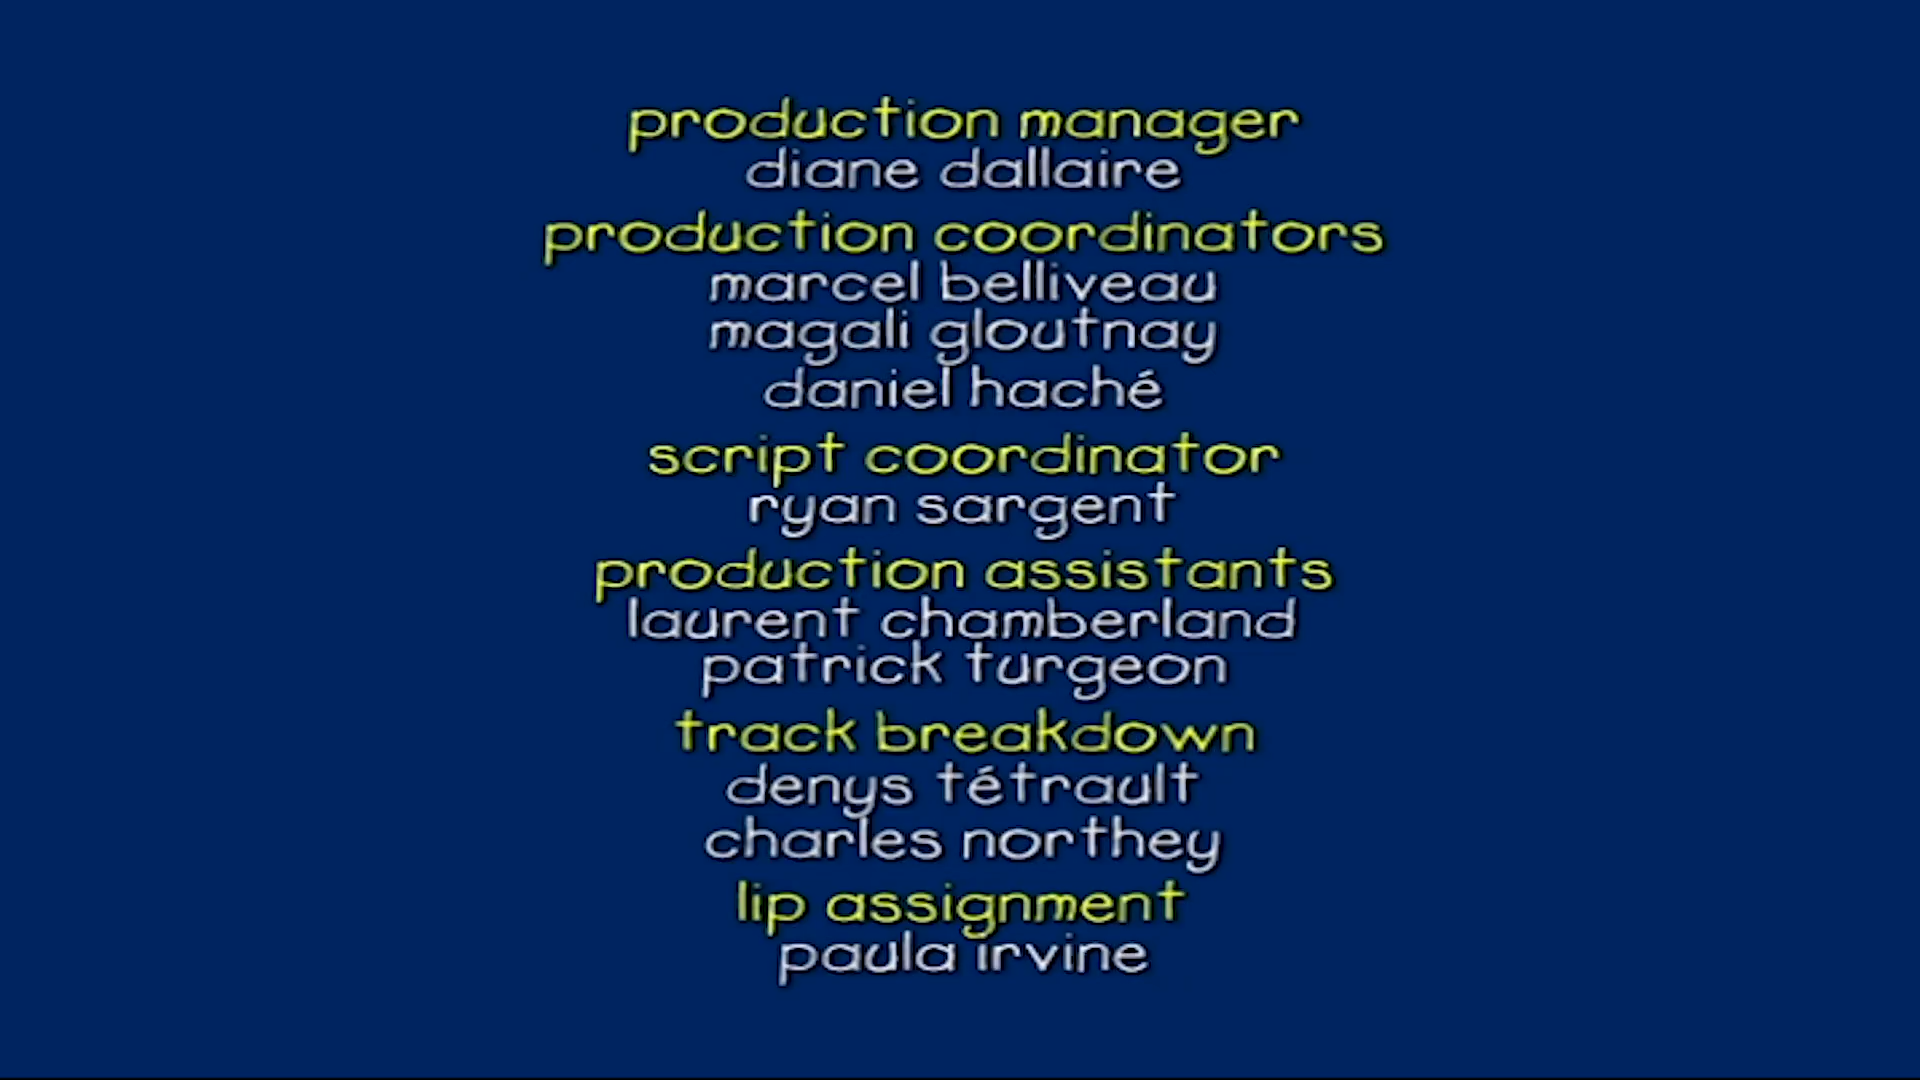 production manager
diane dallaire
production coordinators
marcel belliveau
magali gloutnay
daniel haché
script coordinator
ryan sargent
production assistants
laurent chamberland
patrick turgeon
track breakdown
denys tétrault
charles northey
lip assignment
paula irvine